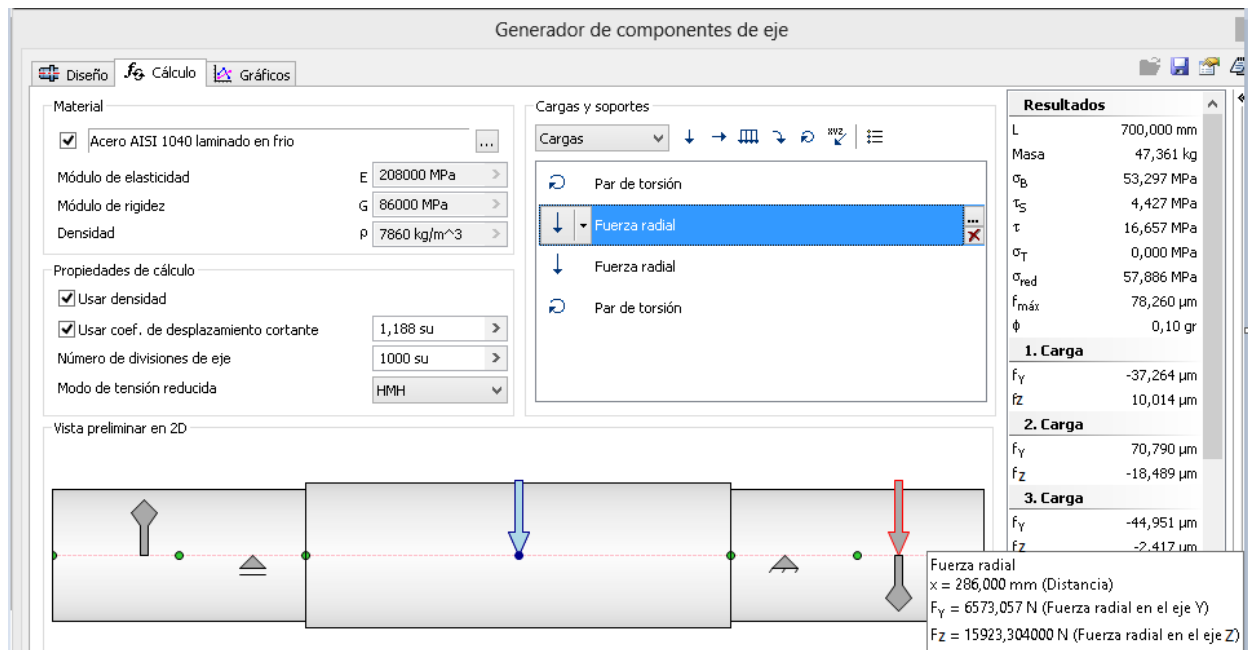 Generador de componentes de eje
Diseño
Cálculo
Gráficos
Material
Acero AISI 1040 laminado en frio
...
Módulo de elasticidad E 208000 MPa
Módulo de rigidez G 86000 MPa
Densidad ρ 7860 kg/m^3
Propiedades de cálculo
Usar densidad
Usar coef. de desplazamiento cortante 1,188 su
Número de divisiones de eje 1000 su
Modo de tensión reducida HMH
Cargas y soportes
Cargas
Par de torsión
Fuerza radial
Fuerza radial
Par de torsión
Resultados
L 700,000 mm
Masa 47,361 kg
σB 53,297 MPa
τS 4,427 MPa
τ 16,657 MPa
σT 0,000 MPa
σred 57,886 MPa
fmáx 78,260 µm
ϕ 0,10 gr
1. Carga
fY -37,264 µm
fZ 10,014 µm
2. Carga
fY 70,790 µm
fZ -18,489 µm
3. Carga
fY -44,951 µm
fZ -2,417 µm
Vista preliminar en 2D
Fuerza radial
x = 286,000 mm (Distancia)
FY = 6573,057 N (Fuerza radial en el eje Y)
FZ = 15923,304000 N (Fuerza radial en el eje Z)